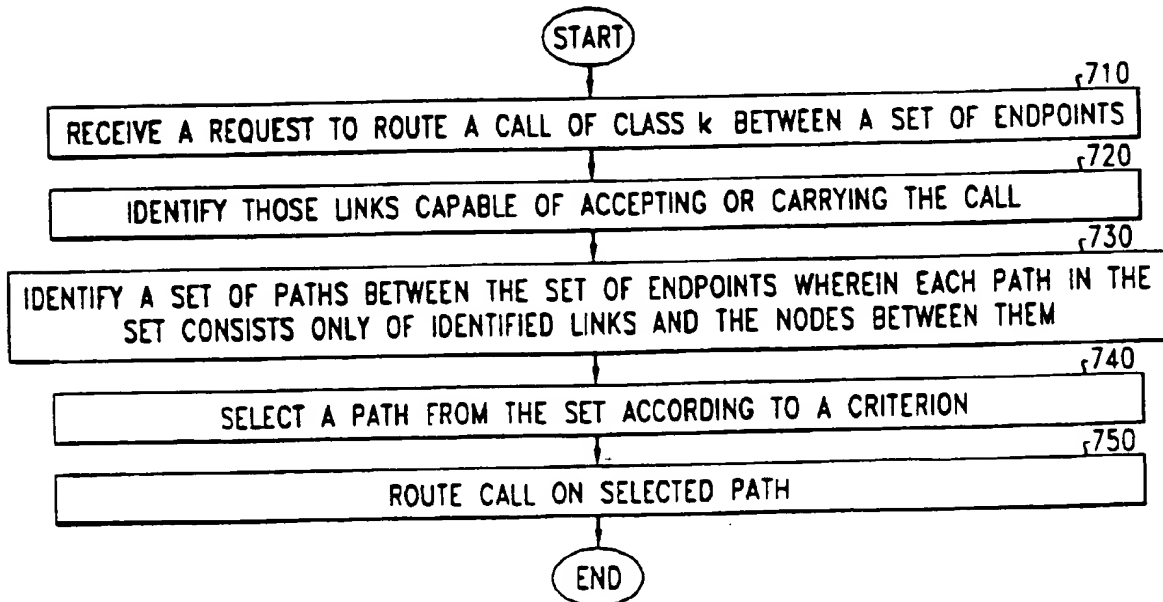 START
710
RECEIVE A REQUEST TO ROUTE A CALL OF CLASS k BETWEEN A SET OF ENDPOINTS
720
IDENTIFY THOSE LINKS CAPABLE OF ACCEPTING OR CARRYING THE CALL
730
IDENTIFY A SET OF PATHS BETWEEN THE SET OF ENDPOINTS WHEREIN EACH PATH IN THE
SET CONSISTS ONLY OF IDENTIFIED LINKS AND THE NODES BETWEEN THEM
740
SELECT A PATH FROM THE SET ACCORDING TO A CRITERION
750
ROUTE CALL ON SELECTED PATH
END